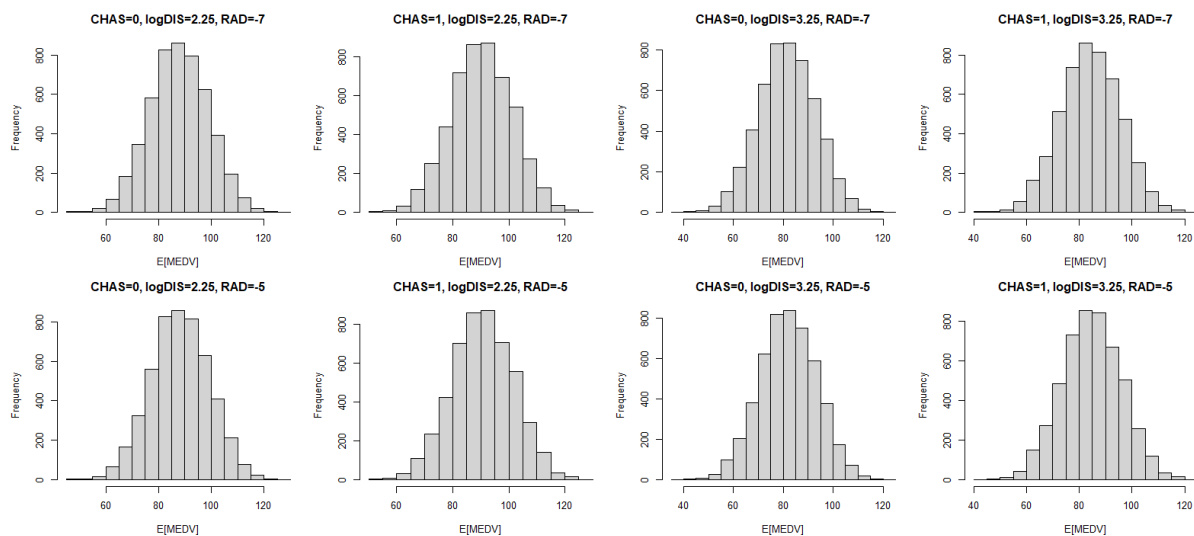 CHAS=0, logDIS=2.25, RAD=-7
Frequency
0 200 400 600 800
60 80 100 120
E[MEDV]
CHAS=1, logDIS=2.25, RAD=-7
Frequency
0 200 400 600 800
60 80 100 120
E[MEDV]
CHAS=0, logDIS=3.25, RAD=-7
Frequency
0 200 400 600 800
40 60 80 100 120
E[MEDV]
CHAS=1, logDIS=3.25, RAD=-7
Frequency
0 200 400 600 800
40 60 80 100 120
E[MEDV]
CHAS=0, logDIS=2.25, RAD=-5
Frequency
0 200 400 600 800
60 80 100 120
E[MEDV]
CHAS=1, logDIS=2.25, RAD=-5
Frequency
0 200 400 600 800
60 80 100 120
E[MEDV]
CHAS=0, logDIS=3.25, RAD=-5
Frequency
0 200 400 600 800
40 60 80 100 120
E[MEDV]
CHAS=1, logDIS=3.25, RAD=-5
Frequency
0 200 400 600 800
40 60 80 100 120
E[MEDV]